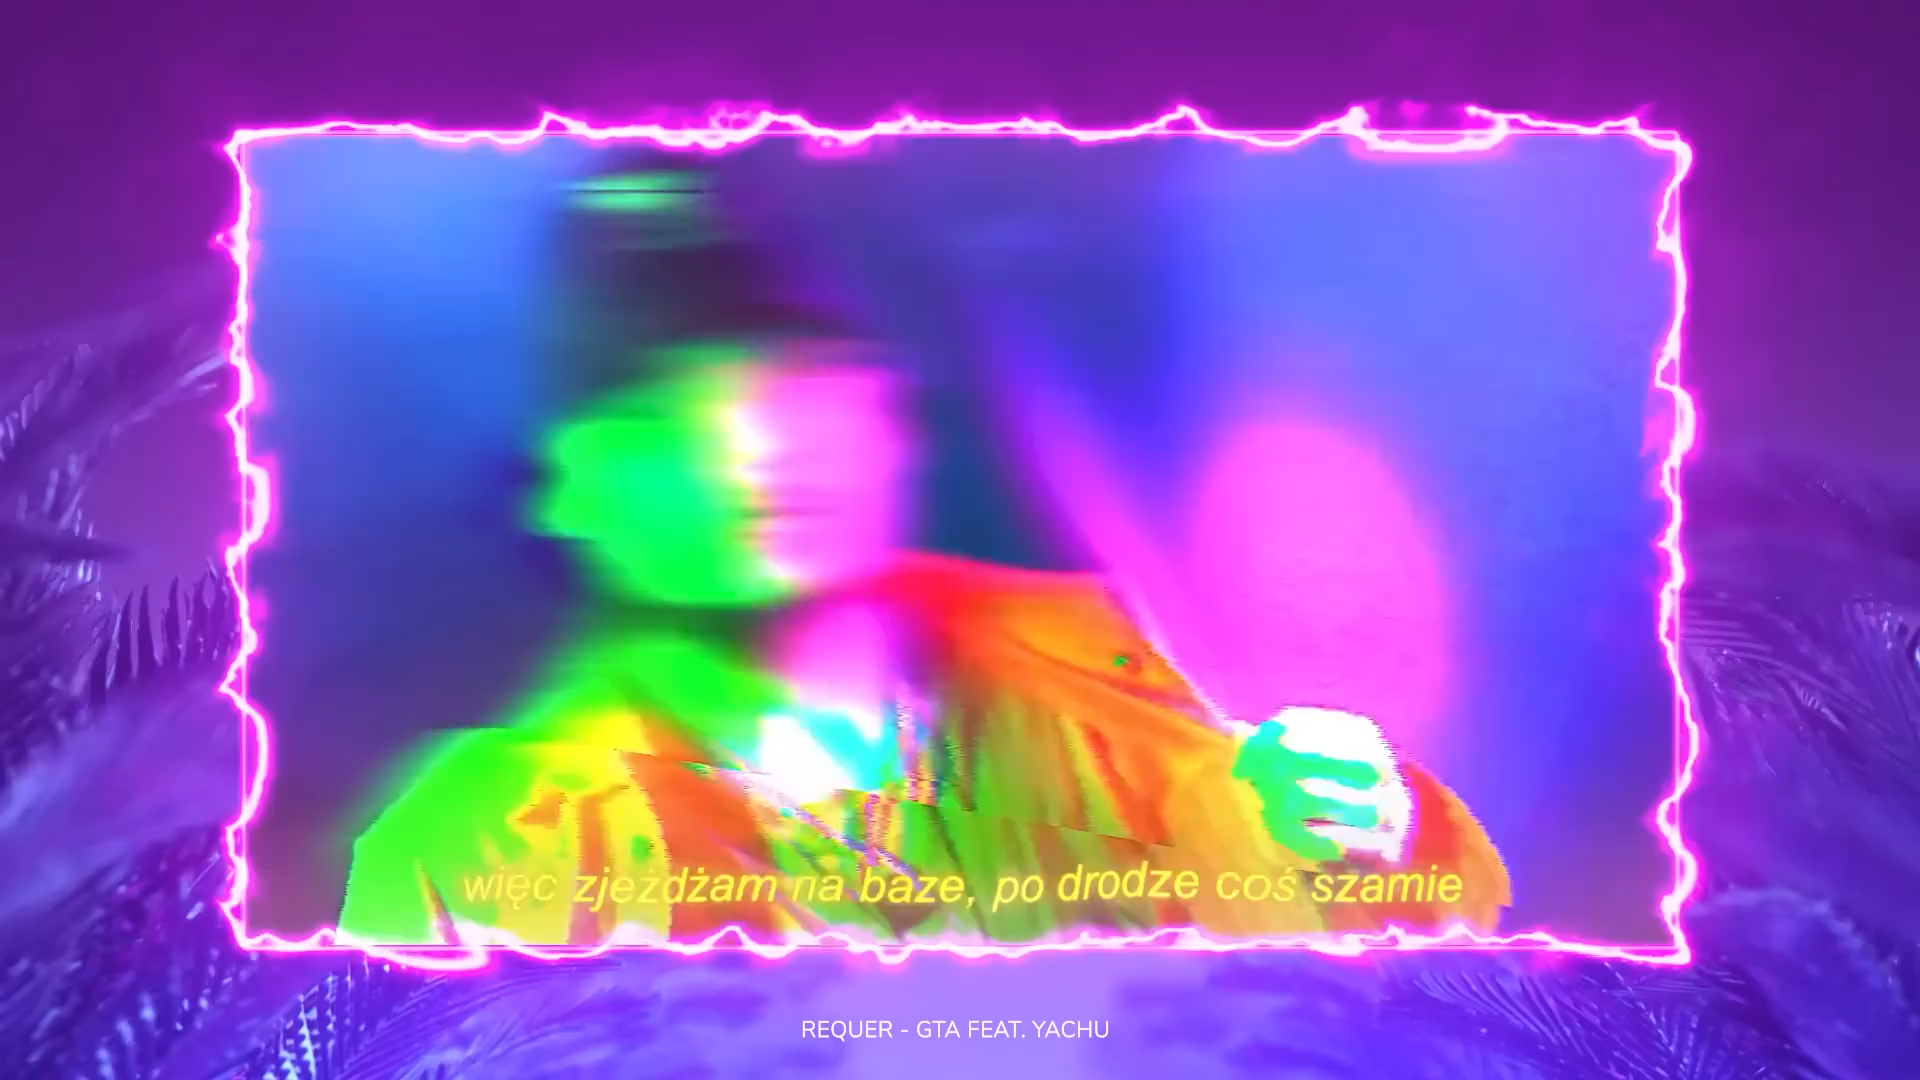 więc zjeżdżam na baze, po drodze coś szamie
REQUER - GTA FEAT. YACHU